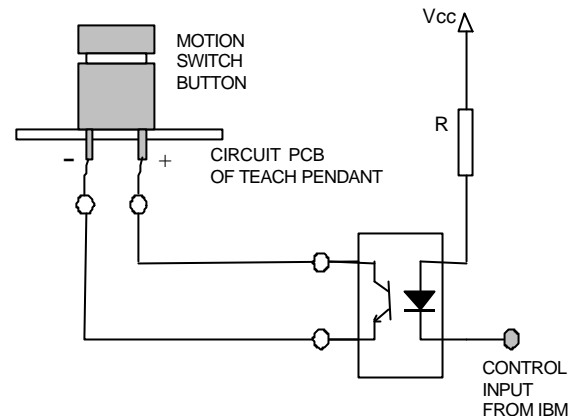 Vcc
MOTION
SWITCH
BUTTON
R
- +
CIRCUIT PCB
OF TEACH PENDANT
CONTROL
INPUT
FROM IBM